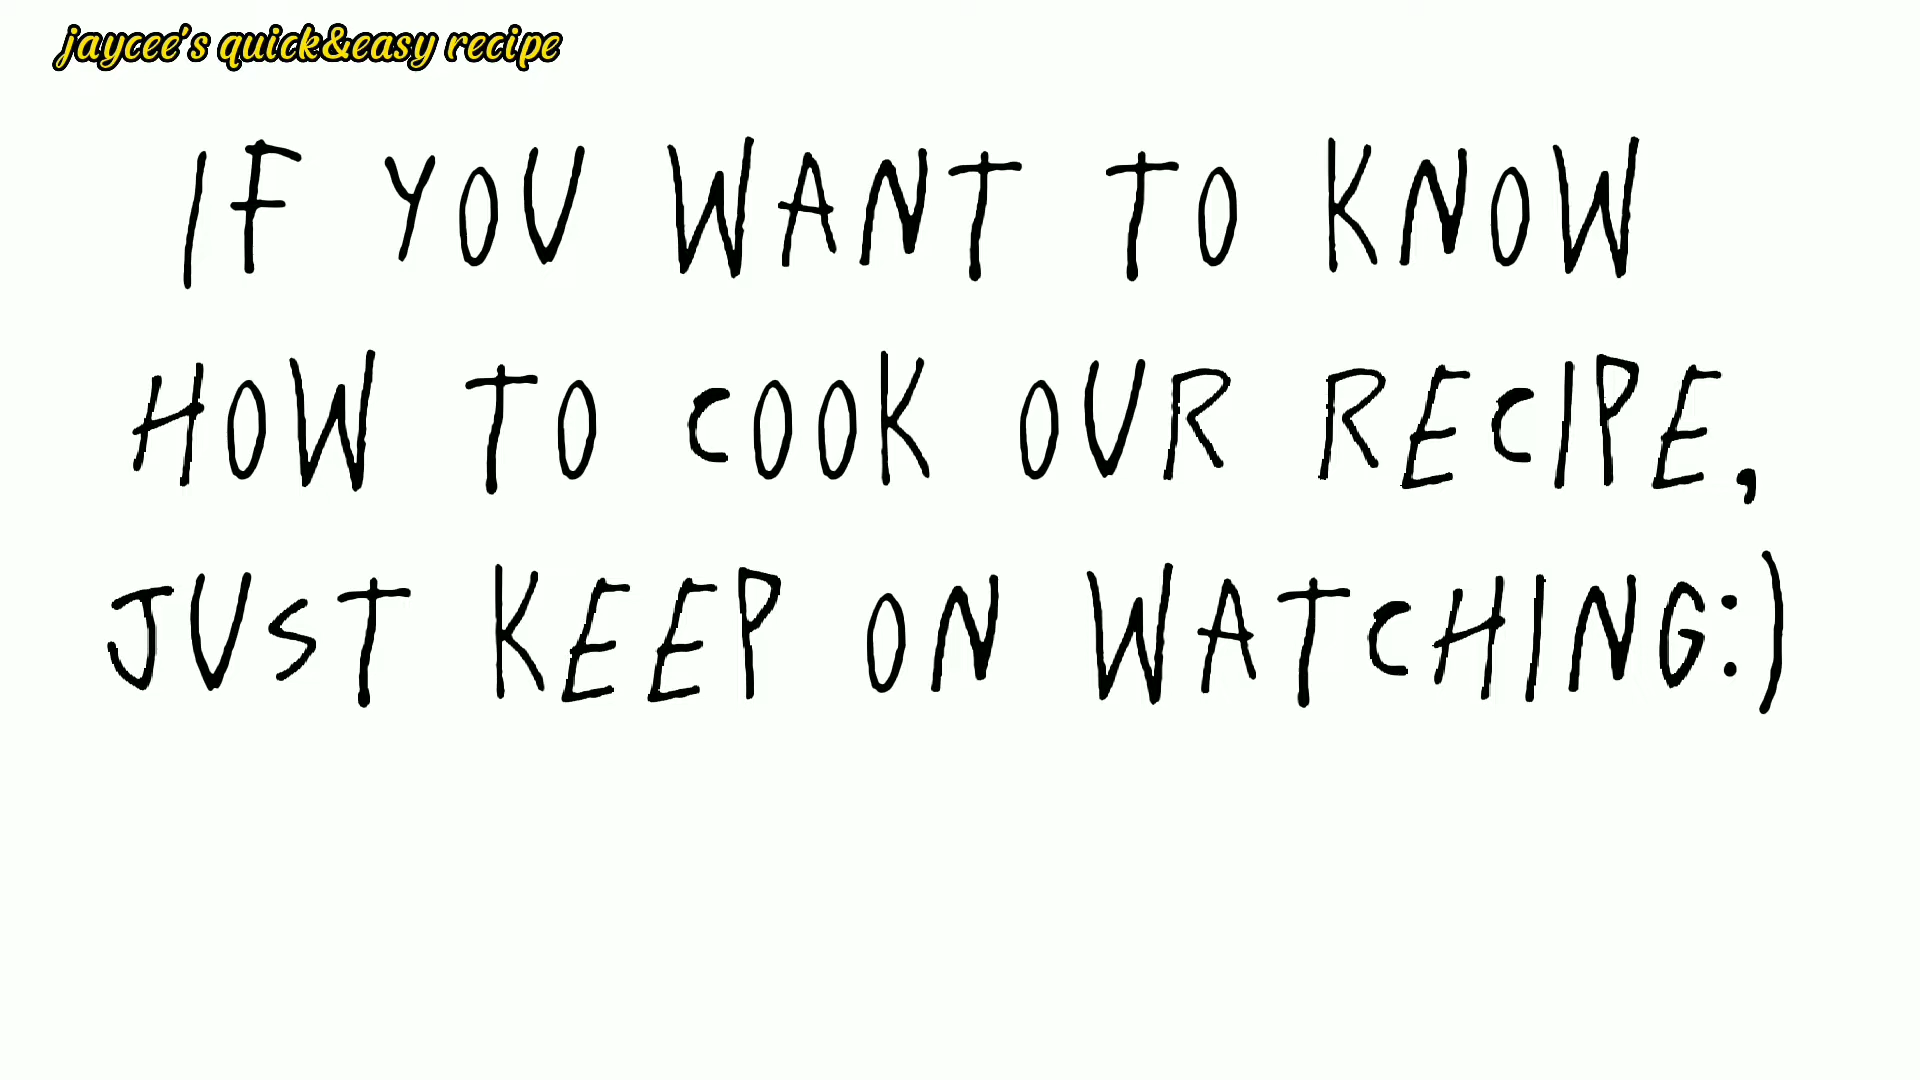 jaycee's quick&easy recipe
IF YOU WANT TO KNOW
HOW TO COOK OUR RECIPE,
JUST KEEP ON WATCHING:)